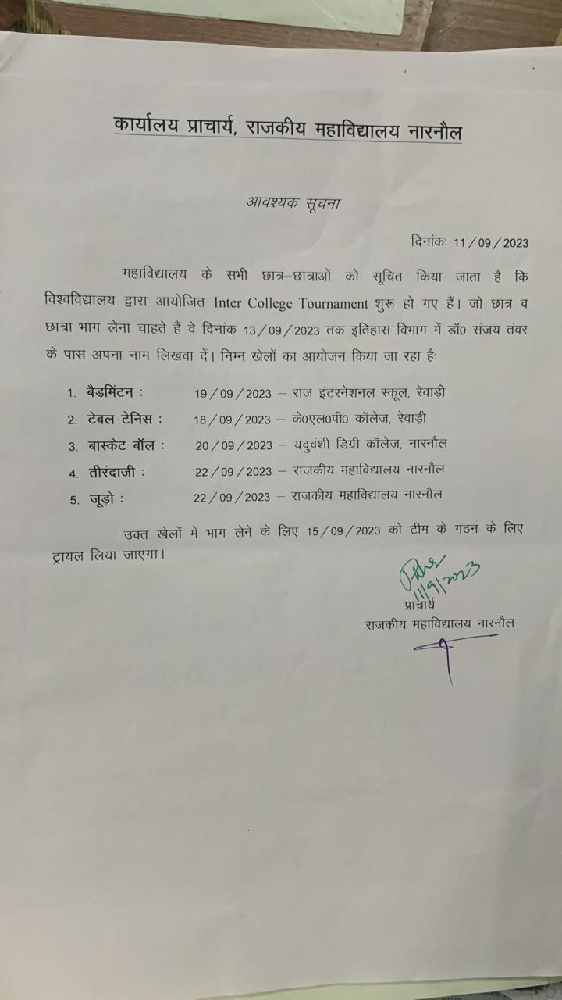 कार्यालय प्राचार्य, राजकीय महाविद्यालय नारनौल
आवश्यक सूचना
दिनांकः 11/09/2023
महाविद्यालय के सभी छात्र–छात्राओं को सूचित किया जाता है कि
विश्वविद्यालय द्वारा आयोजित Inter College Tournament शुरू हो गए हैं। जो छात्र व
छात्रा भाग लेना चाहते हैं वे दिनांक 13/09/2023 तक इतिहास विभाग में डॉ0 संजय तंवर
के पास अपना नाम लिखवा दें। निम्न खेलों का आयोजन किया जा रहा हैः
1. बैडमिंटन : 19/09/2023 – राज इंटरनेशनल स्कूल, रेवाड़ी
2. टेबल टेनिस : 18/09/2023 – के0एल0पी0 कॉलेज, रेवाड़ी
3. बास्केट बॉल : 20/09/2023 – यदुवंशी डिग्री कॉलेज, नारनौल
4. तीरंदाजी : 22/09/2023 – राजकीय महाविद्यालय नारनौल
5. जूड़ो : 22/09/2023 – राजकीय महाविद्यालय नारनौल
उक्त खेलों में भाग लेने के लिए 15/09/2023 को टीम के गठन के लिए
ट्रायल लिया जाएगा।
11/9/2023
प्राचार्य
राजकीय महाविद्यालय नारनौल